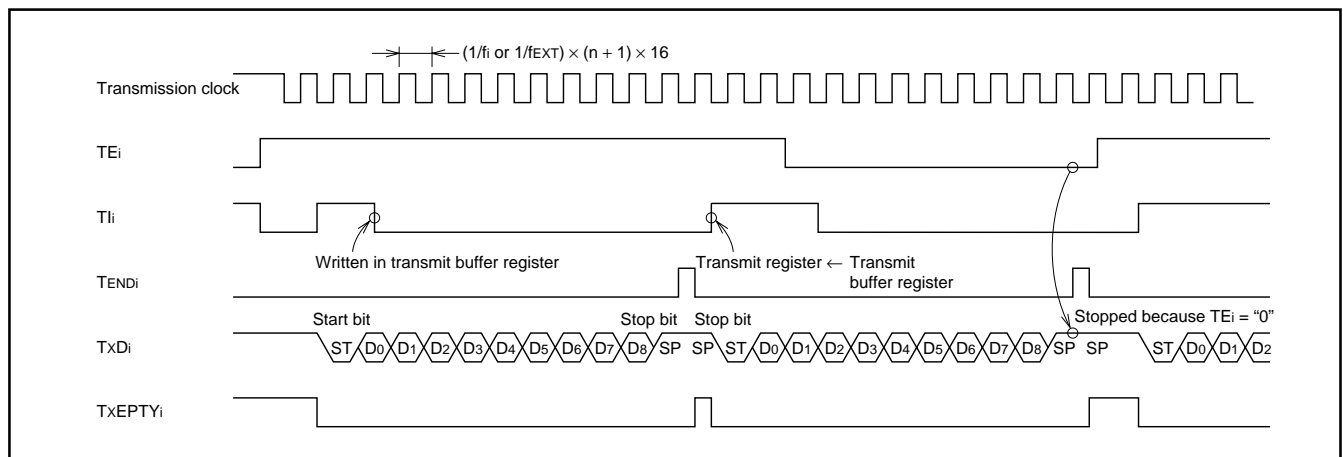 (1/fi or 1/fEXT) × (n + 1) × 16
Transmission clock
TEi
TIi
Written in transmit buffer register
Transmit register ← Transmit
buffer register
TENDi
Start bit
Stop bit
Stop bit
Stopped because TEi = “0”
TXDi
ST D0 D1 D2 D3 D4 D5 D6 D7 D8 SP SP ST D0 D1 D2 D3 D4 D5 D6 D7 D8 SP SP ST D0 D1 D2
TXEPTYi